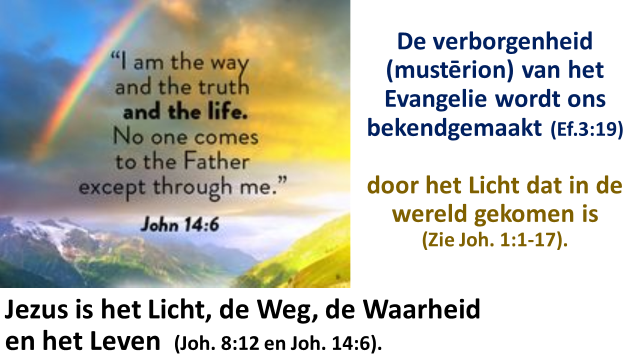 “I am the way
and the truth
and the life.
No one comes
to the Father
except through me.”
John 14:6
De verborgenheid
(mustērion) van het
Evangelie wordt ons
bekendgemaakt (Ef.3:19)
door het Licht dat in de
wereld gekomen is
(Zie Joh. 1:1-17).
Jezus is het Licht, de Weg, de Waarheid
en het Leven (Joh. 8:12 en Joh. 14:6).